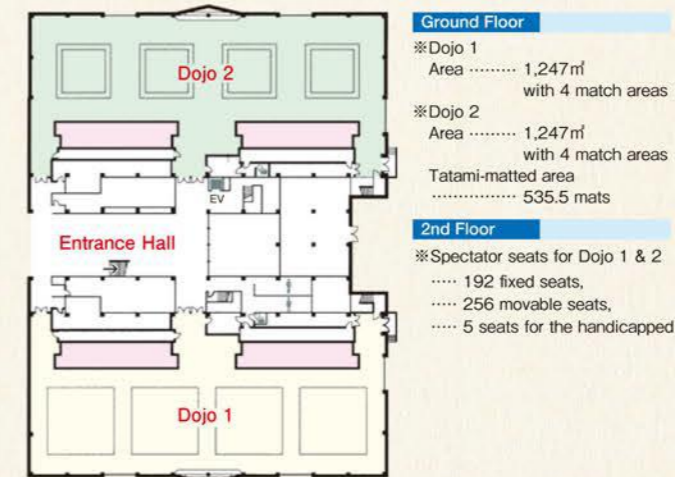 Dojo 2
EV
Entrance Hall
Dojo 1
Ground Floor
※Dojo 1
Area ········· 1,247㎡
with 4 match areas
※Dojo 2
Area ········· 1,247㎡
with 4 match areas
Tatami-matted area
················ 535.5 mats
2nd Floor
※Spectator seats for Dojo 1 & 2
····· 192 fixed seats,
····· 256 movable seats,
····· 5 seats for the handicapped